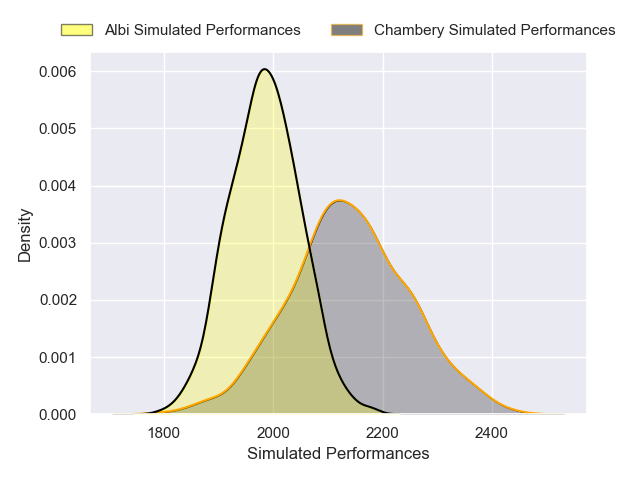 Albi Simulated Performances
Chambery Simulated Performances
0.006
0.005
0.004
0.003
0.002
0.001
0.000
Density
1800
2000
2200
2400
Simulated Performances